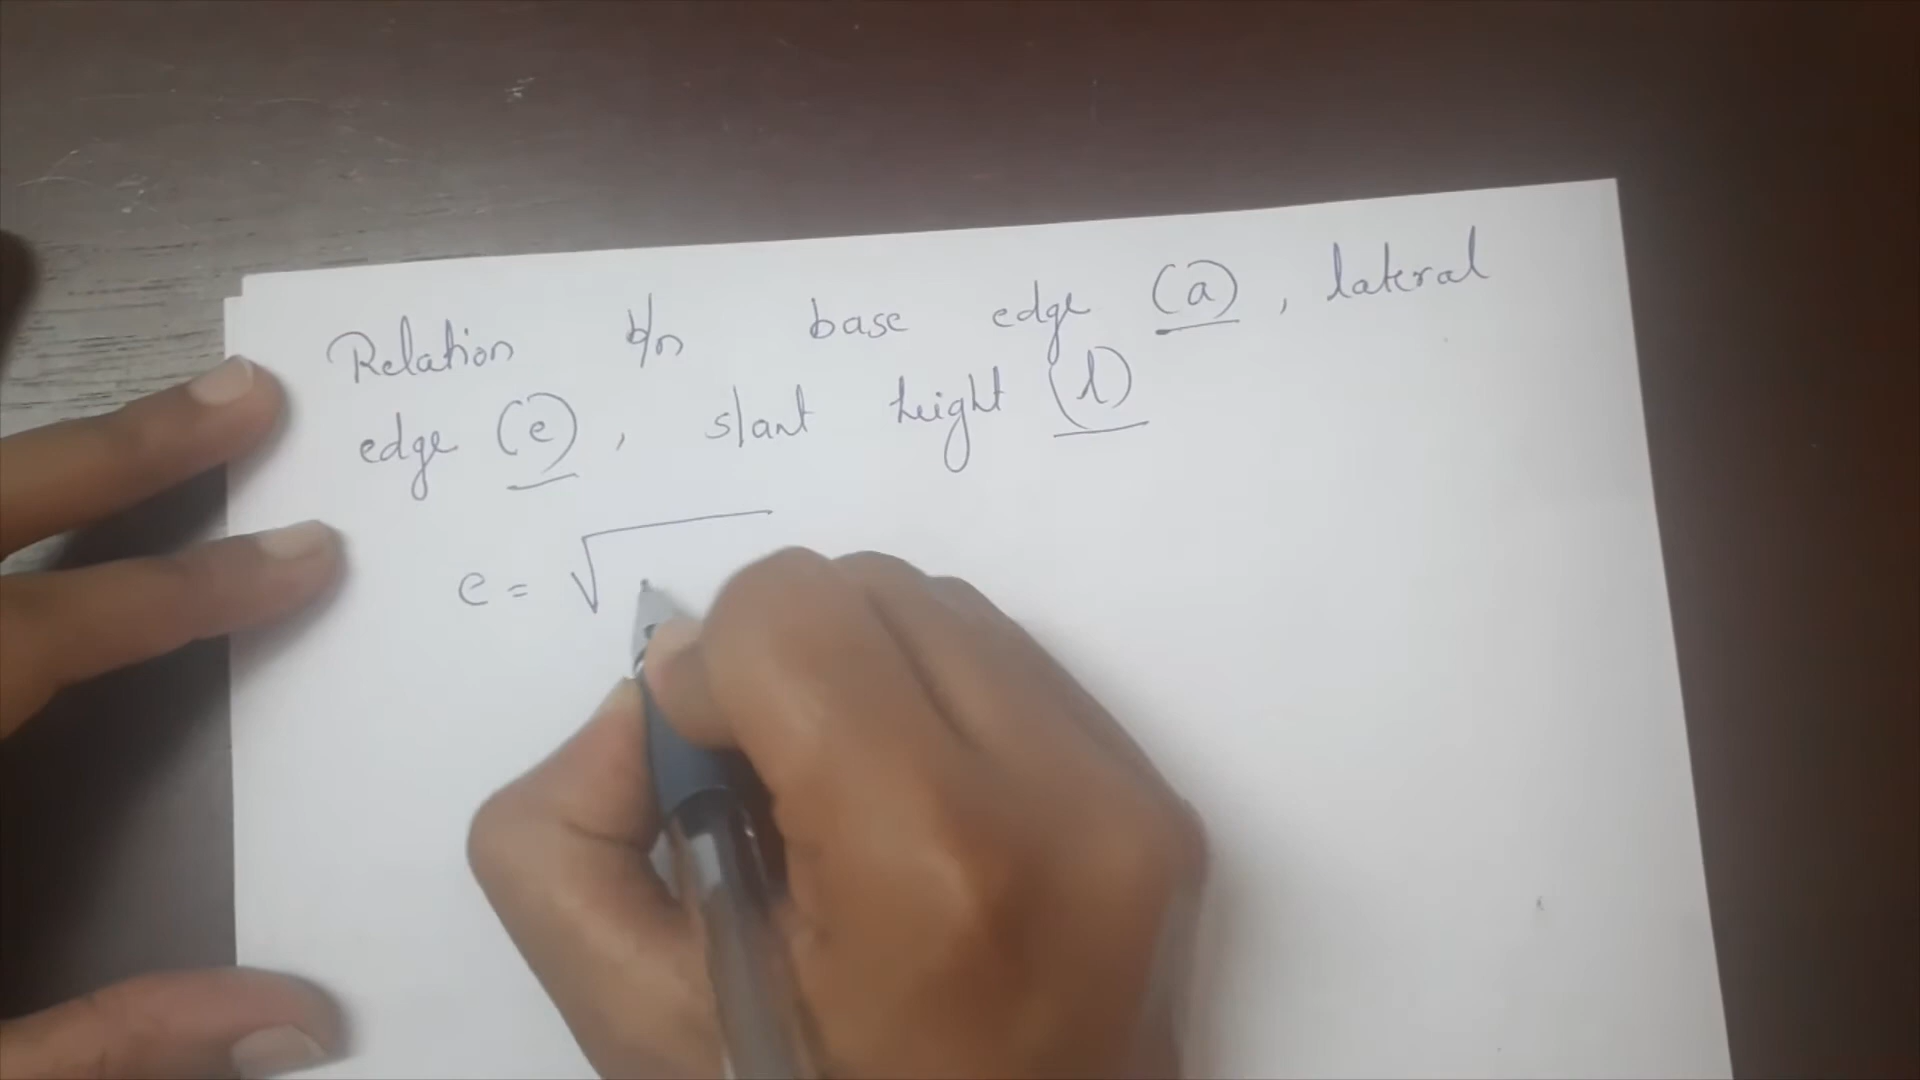 Relation b/n base edge (a), lateral
edge (e), slant height (l)
e = √